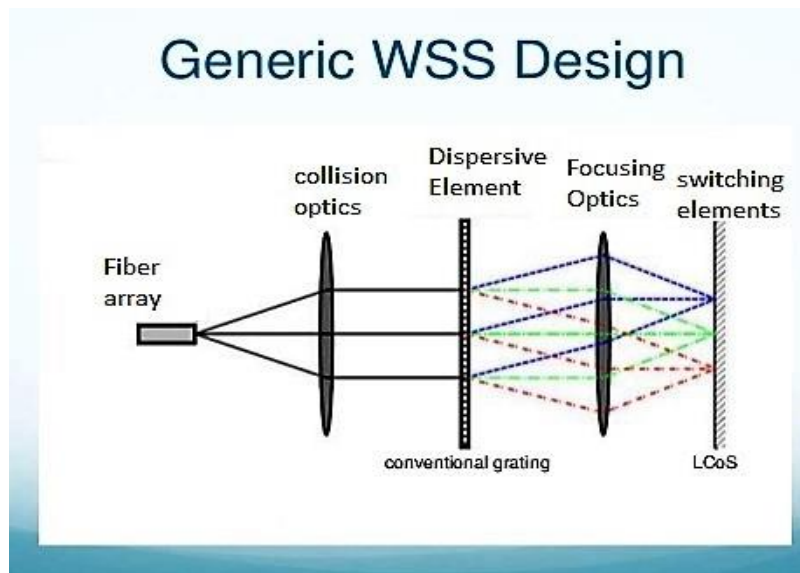 Generic WSS Design
Dispersive
Element
Focusing
Optics
switching
elements
collision
optics
Fiber
array
conventional grating
LCoS